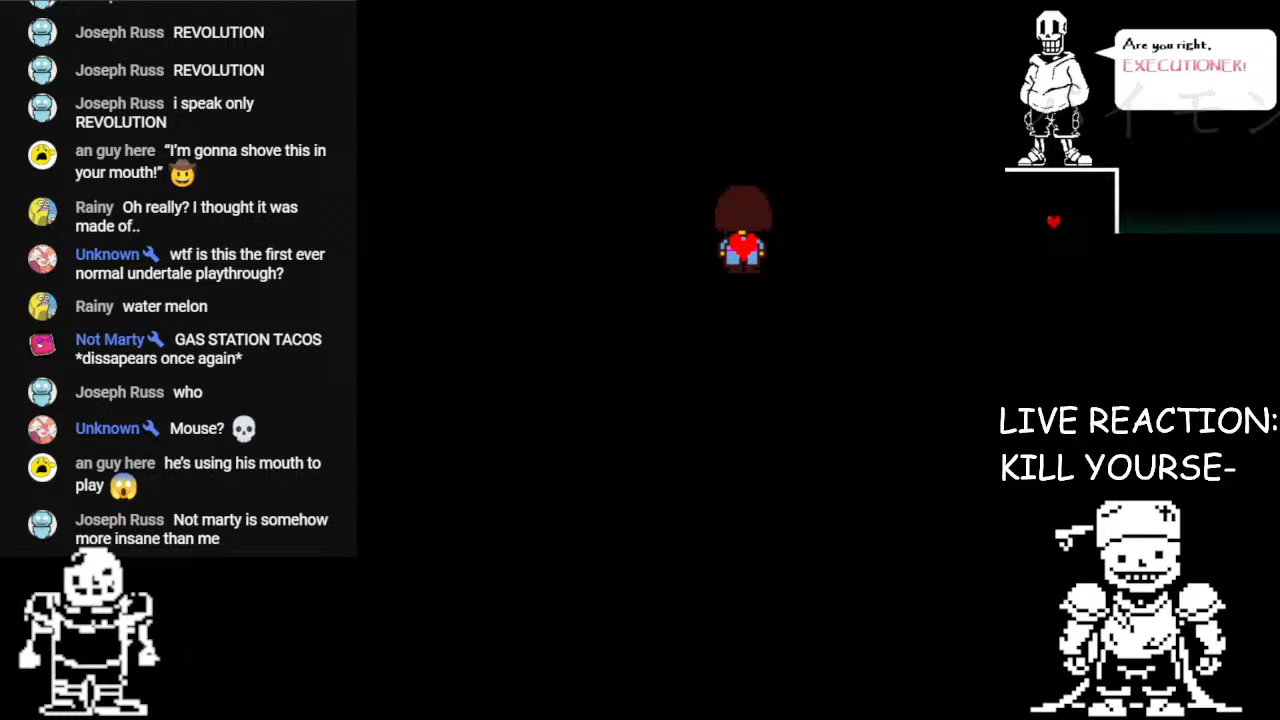 Joseph Russ REVOLUTION
Joseph Russ REVOLUTION
Joseph Russ i speak only
REVOLUTION
an guy here “I'm gonna shove this in
your mouth!” 🤠
Rainy Oh really? I thought it was
made of..
Unknown wtf is this the first ever
normal undertale playthrough?
Rainy water melon
Not Marty GAS STATION TACOS
*dissapears once again*
Joseph Russ who
Unknown Mouse? 💀
an guy here he's using his mouth to
play 😱
Joseph Russ Not marty is somehow
more insane than me
Are you right,
EXECUTIONER!
イモン
LIVE REACTION:
KILL YOURSE-